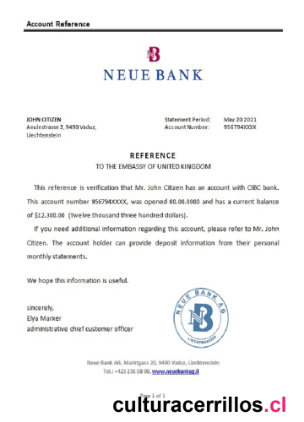 Account Reference
NB
NEUE BANK
JOHN CITIZEN
Aeulestrasse 2, 9490 Vaduz,
Liechtenstein
Statement Period: May 20 2021
Account Number: 956794XXXX
REFERENCE
TO THE EMBASSY OF UNITED KINGDOM
This reference is verification that Mr. John Citizen has an account with CIBC bank.
This account number 956794XXXX, was opened 00.00.0000 and has a current balance
of $12,300.00 (twelve thousand three hundred dollars).
If you need additional information regarding this account, please refer to Mr. John
Citizen. The account holder can provide deposit information from their personal
monthly statements.
We hope this information is useful.
sincerely,
Elya Marxer
administrative chief customer officer
NEUE BANK AG
NB
LIECHTENSTEIN
Neue Bank AG, Marktgass 20, 9490 Vaduz, Liechtenstein
Tel.: +423 236 08 08, www.neuebankag.li
Page 1 of 1
culturacerrillos.cl